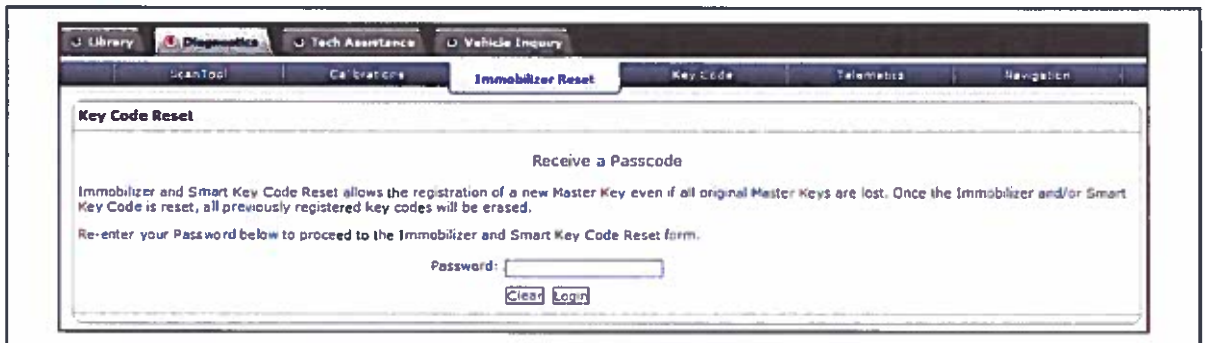 Library Diagnostics Tech Assistance Vehicle Inquiry
ScanTool Calibrations Immobilizer Reset Key Code Telematics Navigation
Key Code Reset
Receive a Passcode
Immobilizer and Smart Key Code Reset allows the registration of a new Master Key even if all original Master Keys are lost. Once the Immobilizer and/or Smart
Key Code is reset, all previously registered key codes will be erased.
Re-enter your Password below to proceed to the Immobilizer and Smart Key Code Reset form.
Password:
Clear Login